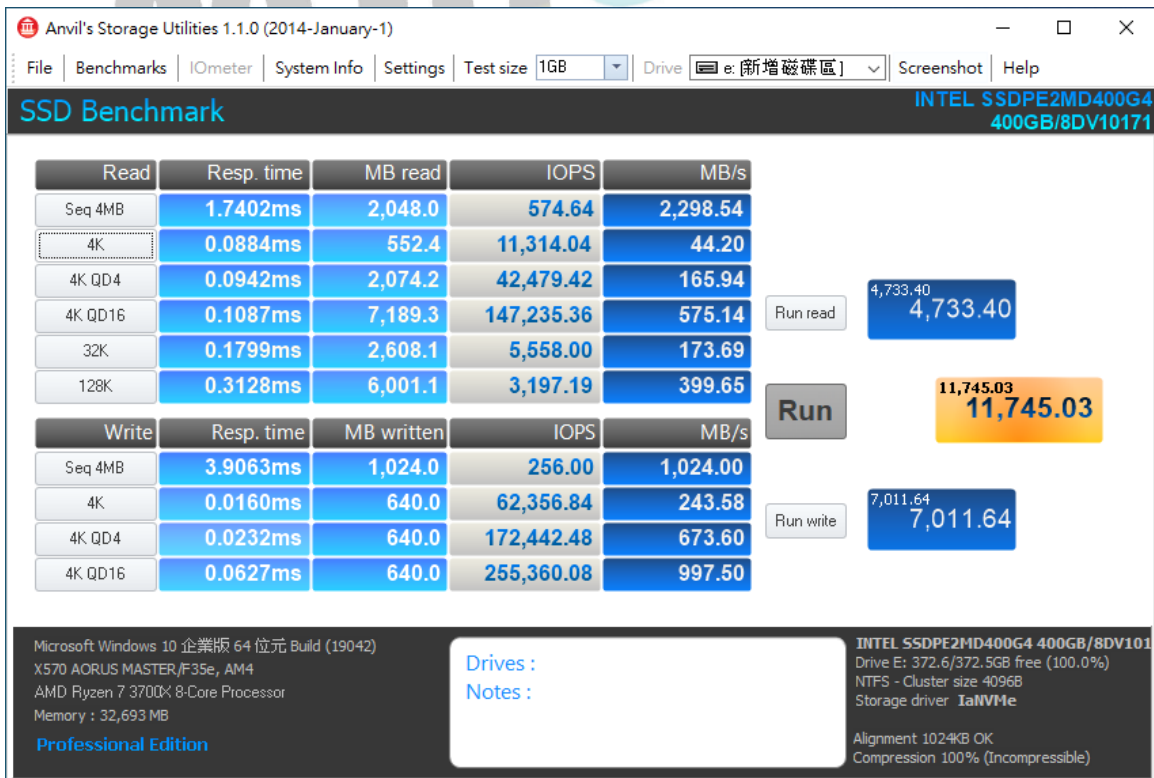 Anvil's Storage Utilities 1.1.0 (2014-January-1)
File Benchmarks IOmeter System Info Settings Test size 1GB Drive e: [新增磁碟區] Screenshot Help
SSD Benchmark
INTEL SSDPE2MD400G4
400GB/8DV10171
Read Resp. time MB read IOPS MB/s
Seq 4MB 1.7402ms 2,048.0 574.64 2,298.54
4K 0.0884ms 552.4 11,314.04 44.20
4K QD4 0.0942ms 2,074.2 42,479.42 165.94
4K QD16 0.1087ms 7,189.3 147,235.36 575.14
32K 0.1799ms 2,608.1 5,558.00 173.69
128K 0.3128ms 6,001.1 3,197.19 399.65
Run read
4,733.40
4,733.40
Run
11,745.03
11,745.03
Write Resp. time MB written IOPS MB/s
Seq 4MB 3.9063ms 1,024.0 256.00 1,024.00
4K 0.0160ms 640.0 62,356.84 243.58
4K QD4 0.0232ms 640.0 172,442.48 673.60
4K QD16 0.0627ms 640.0 255,360.08 997.50
Run write
7,011.64
7,011.64
Microsoft Windows 10 企業版 64 位元 Build (19042)
X570 AORUS MASTER/F35e, AM4
AMD Ryzen 7 3700X 8-Core Processor
Memory : 32,693 MB
Professional Edition
Drives :
Notes :
INTEL SSDPE2MD400G4 400GB/8DV101
Drive E: 372.6/372.5GB free (100.0%)
NTFS - Cluster size 4096B
Storage driver IaNVMe
Alignment 1024KB OK
Compression 100% (Incompressible)